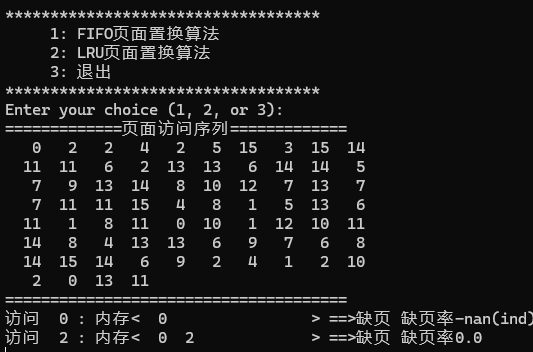 ***********************************
1: FIFO页面置换算法
2: LRU页面置换算法
3: 退出
***********************************
Enter your choice (1, 2, or 3):
=============页面访问序列=============
0 2 2 4 2 5 15 3 15 14
11 11 6 2 13 13 6 14 14 5
7 9 13 14 8 10 12 7 13 7
7 11 11 15 4 8 1 5 13 6
11 1 8 11 0 10 1 12 10 11
14 8 4 13 13 6 9 7 6 8
14 15 14 6 9 2 4 1 2 10
2 0 13 11
======================================
访问 0 : 内存< 0 > ==>缺页 缺页率-nan(ind)
访问 2 : 内存< 0 2 > ==>缺页 缺页率0.0